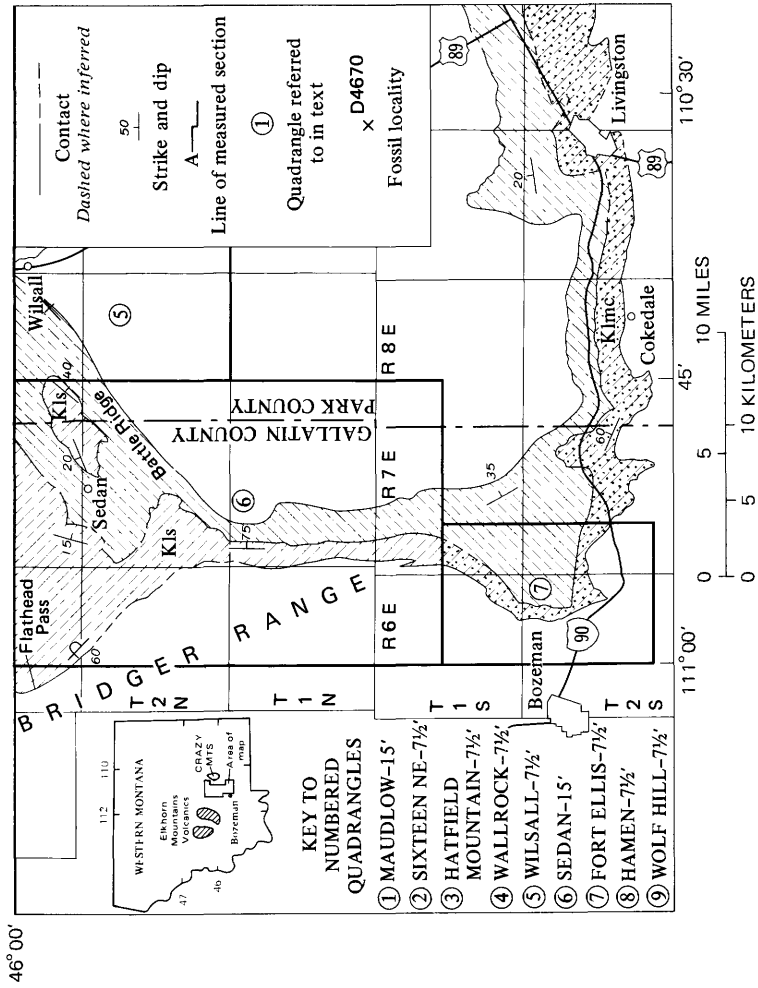 46°00′
Flathead
Pass
BRIDGER RANGE
60
15
20
Sedan
Kls
40
Wilsall
Battle Ridge
Kls
5
6
75
T
2
N
T
1
N
T
1
S
T
2
S
R6E
R7E
R8E
GALLATIN COUNTY
PARK COUNTY
35
7
Bozeman
90
60
Klmc
Cokedale
20
89
89
Livingston
111°00′
45′
110°30′
0
5
10 MILES
0
5
10 KILOMETERS
Contact
Dashed where inferred
50
Strike and dip
A
Line of measured section
1
Quadrangle referred
to in text
× D4670
Fossil locality
WESTERN MONTANA
112
110
47
46
Elkhorn
Mountains
Volcanics
CRAZY
MTS
Area of
map
Bozeman
KEY TO
NUMBERED
QUADRANGLES
1 MAUDLOW–15′
2 SIXTEEN NE–7½′
3 HATFIELD
MOUNTAIN–7½′
4 WALLROCK–7½′
5 WILSALL–7½′
6 SEDAN–15′
7 FORT ELLIS–7½′
8 HAMEN–7½′
9 WOLF HILL–7½′